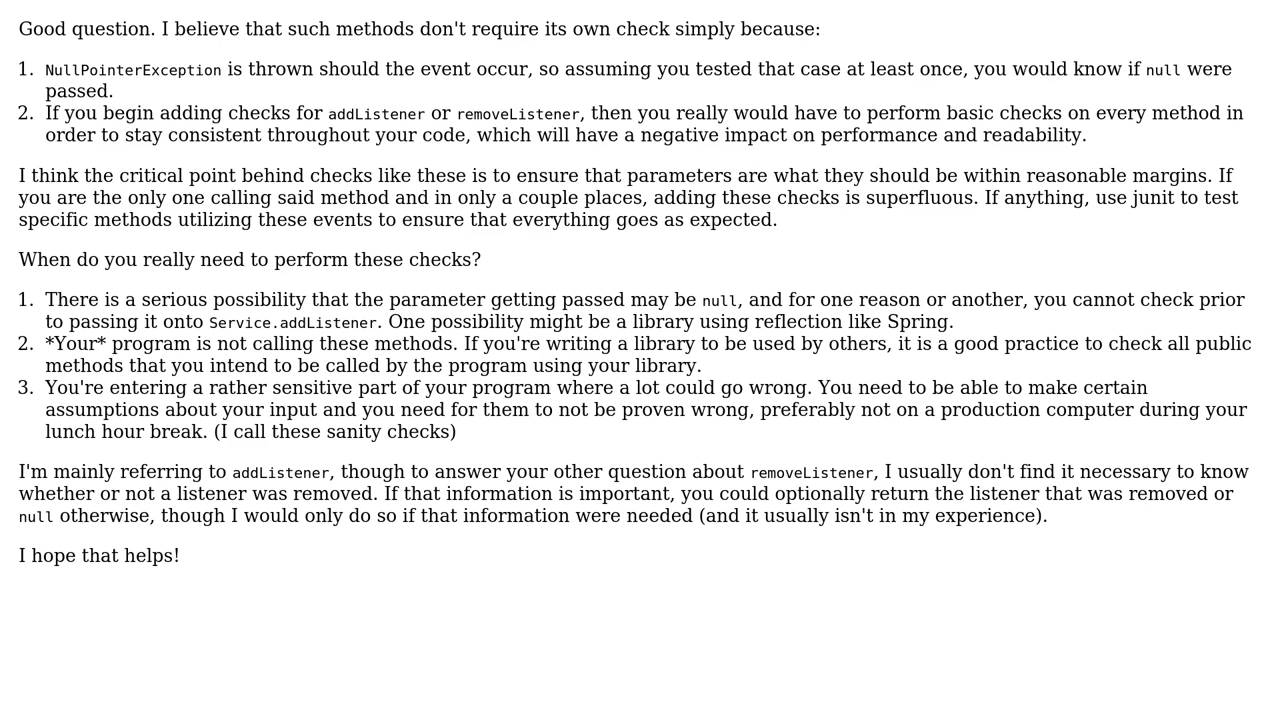 Good question. I believe that such methods don't require its own check simply because:
1. NullPointerException is thrown should the event occur, so assuming you tested that case at least once, you would know if null were
passed.
2. If you begin adding checks for addListener or removeListener, then you really would have to perform basic checks on every method in
order to stay consistent throughout your code, which will have a negative impact on performance and readability.
I think the critical point behind checks like these is to ensure that parameters are what they should be within reasonable margins. If
you are the only one calling said method and in only a couple places, adding these checks is superfluous. If anything, use junit to test
specific methods utilizing these events to ensure that everything goes as expected.
When do you really need to perform these checks?
1. There is a serious possibility that the parameter getting passed may be null, and for one reason or another, you cannot check prior
to passing it onto Service.addListener. One possibility might be a library using reflection like Spring.
2. *Your* program is not calling these methods. If you're writing a library to be used by others, it is a good practice to check all public
methods that you intend to be called by the program using your library.
3. You're entering a rather sensitive part of your program where a lot could go wrong. You need to be able to make certain
assumptions about your input and you need for them to not be proven wrong, preferably not on a production computer during your
lunch hour break. (I call these sanity checks)
I'm mainly referring to addListener, though to answer your other question about removeListener, I usually don't find it necessary to know
whether or not a listener was removed. If that information is important, you could optionally return the listener that was removed or
null otherwise, though I would only do so if that information were needed (and it usually isn't in my experience).
I hope that helps!